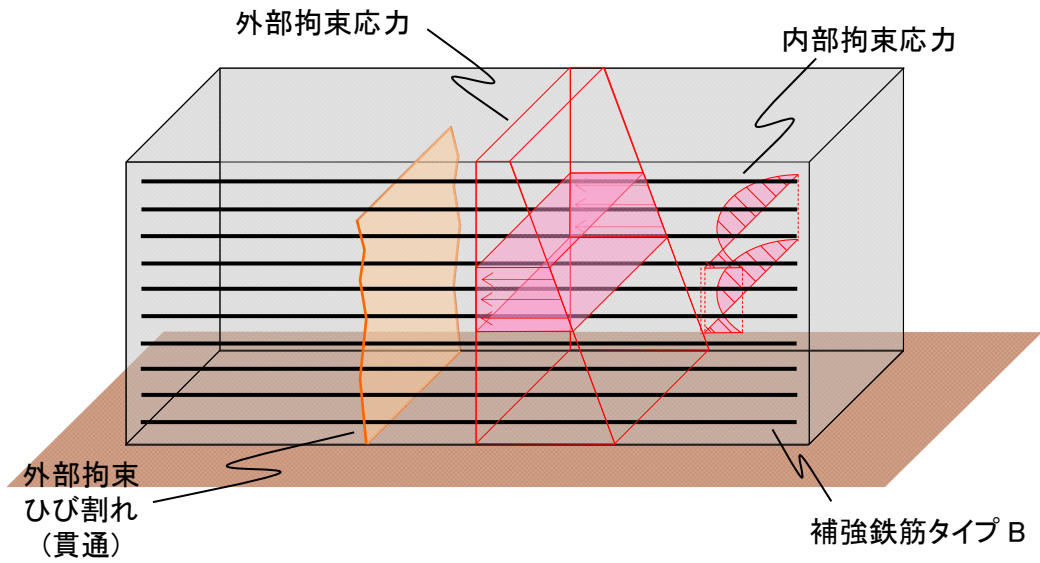 外部拘束応力
内部拘束応力
外部拘束
ひび割れ
（貫通）
補強鉄筋タイプ B